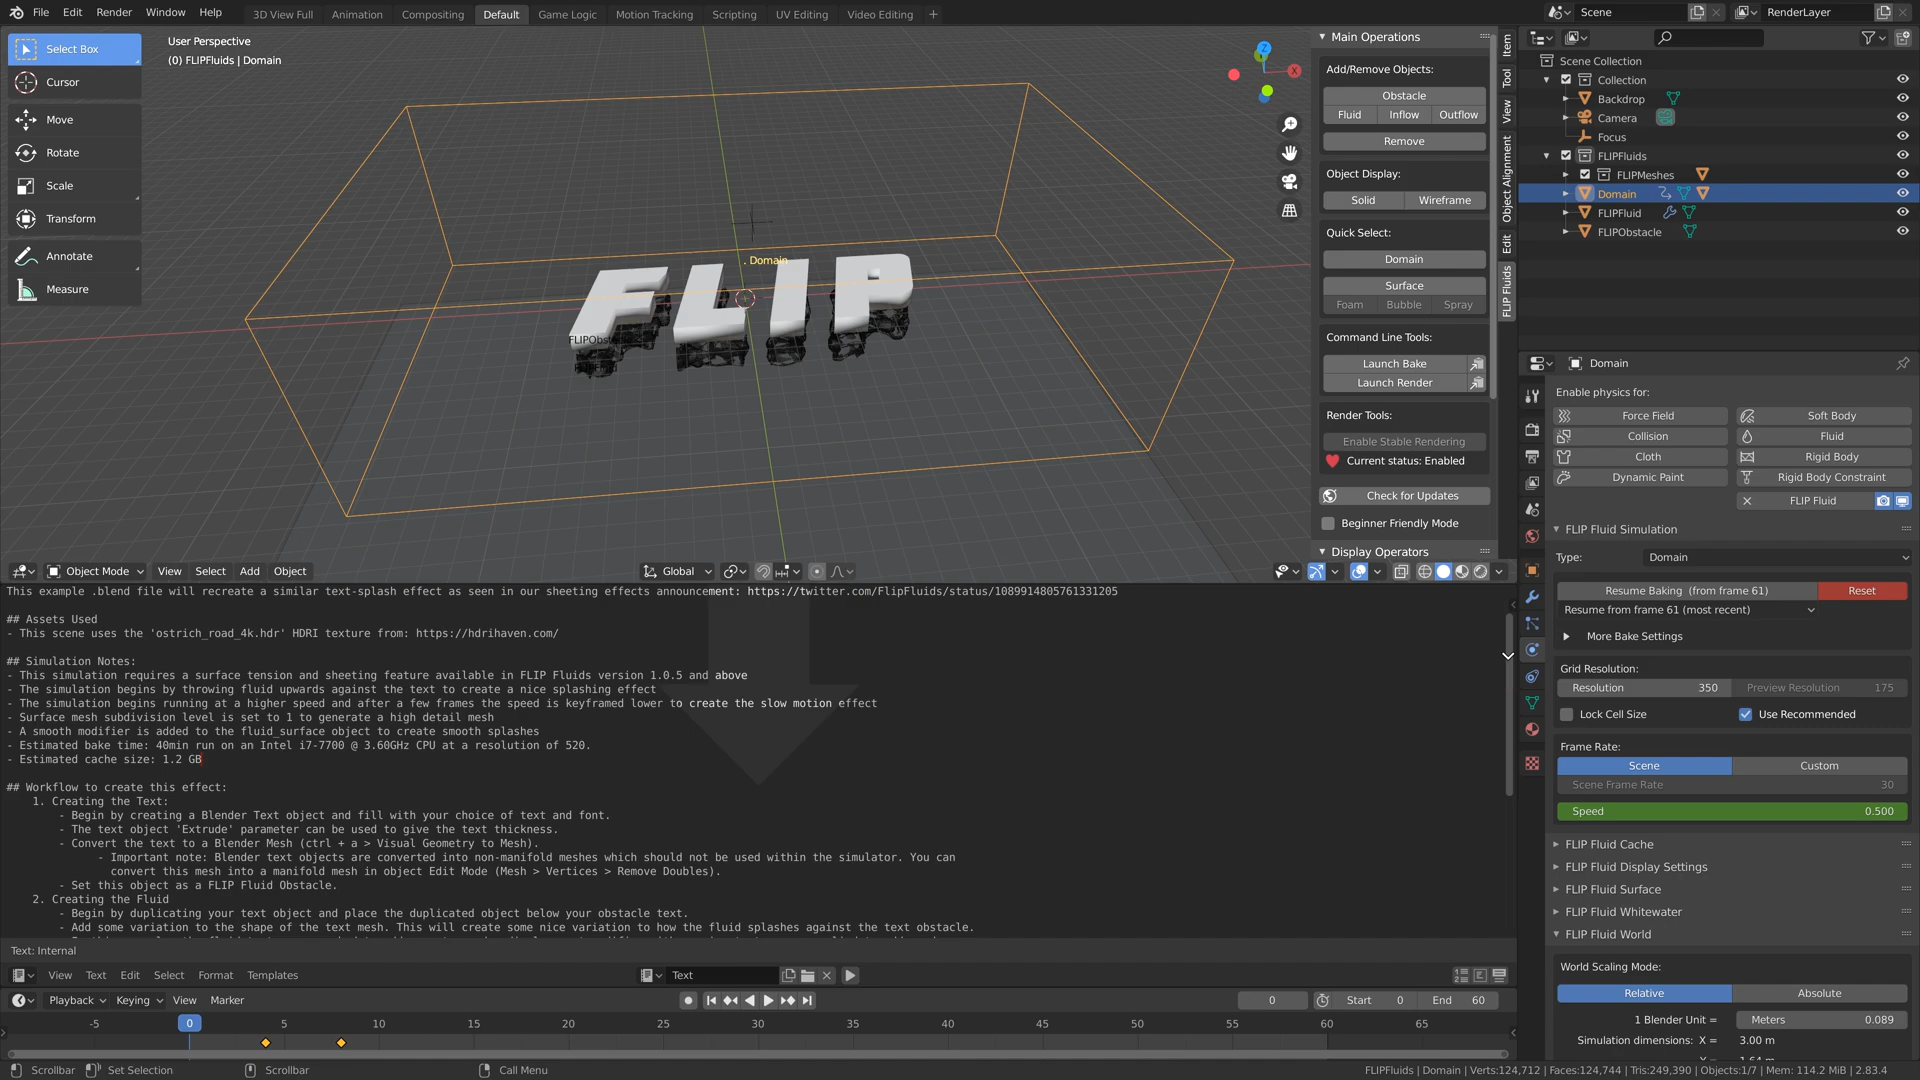 File Edit Render Window Help
3D View Full Animation Compositing Default Game Logic Motion Tracking Scripting UV Editing Video Editing +
Scene
RenderLayer
Select Box
Cursor
Move
Rotate
Scale
Transform
Annotate
Measure
User Perspective
(0) FLIPFluids | Domain
Z
X
FLIP
. Domain
Main Operations
Add/Remove Objects:
Obstacle
Fluid Inflow Outflow
Remove
Object Display:
Solid Wireframe
Quick Select:
Domain
Surface
Foam Bubble Spray
Command Line Tools:
Launch Bake
Launch Render
Render Tools:
Enable Stable Rendering
Current status: Enabled
Check for Updates
Beginner Friendly Mode
Display Operators
Item
Tool
View
Object Alignment
Edit
FLIP Fluids
Scene Collection
Collection
Backdrop
Camera
Focus
FLIPFluids
FLIPMeshes
Domain
FLIPFluid
FLIPObstacle
Domain
Enable physics for:
Force Field Soft Body
Collision Fluid
Cloth Rigid Body
Dynamic Paint Rigid Body Constraint
FLIP Fluid
FLIP Fluid Simulation
Type: Domain
Resume Baking (from frame 61) Reset
Resume from frame 61 (most recent)
More Bake Settings
Grid Resolution:
Resolution 350 Preview Resolution 175
Lock Cell Size Use Recommended
Frame Rate:
Scene Custom
Scene Frame Rate 30
Speed 0.500
FLIP Fluid Cache
FLIP Fluid Display Settings
FLIP Fluid Surface
FLIP Fluid Whitewater
FLIP Fluid World
World Scaling Mode:
Relative Absolute
1 Blender Unit = Meters 0.089
Simulation dimensions: X = 3.00 m
Object Mode View Select Add Object
Global
This example .blend file will recreate a similar text-splash effect as seen in our sheeting effects announcement: https://twitter.com/FlipFluids/status/1089914805761331205
## Assets Used
- This scene uses the 'ostrich_road_4k.hdr' HDRI texture from: https://hdrihaven.com/
## Simulation Notes:
- This simulation requires a surface tension and sheeting feature available in FLIP Fluids version 1.0.5 and above
- The simulation begins by throwing fluid upwards against the text to create a nice splashing effect
- The simulation begins running at a higher speed and after a few frames the speed is keyframed lower to create the slow motion effect
- Surface mesh subdivision level is set to 1 to generate a high detail mesh
- A smooth modifier is added to the fluid_surface object to create smooth splashes
- Estimated bake time: 40min run on an Intel i7-7700 @ 3.60GHz CPU at a resolution of 520.
- Estimated cache size: 1.2 GB
## Workflow to create this effect:
1. Creating the Text:
- Begin by creating a Blender Text object and fill with your choice of text and font.
- The text object 'Extrude' parameter can be used to give the text thickness.
- Convert the text to a Blender Mesh (ctrl + a > Visual Geometry to Mesh).
- Important note: Blender text objects are converted into non-manifold meshes which should not be used within the simulator. You can
convert this mesh into a manifold mesh in object Edit Mode (Mesh > Vertices > Remove Doubles).
- Set this object as a FLIP Fluid Obstacle.
2. Creating the Fluid
- Begin by duplicating your text object and place the duplicated object below your obstacle text.
- Add some variation to the shape of the text mesh. This will create some nice variation to how the fluid splashes against the text obstacle.
Text: Internal
View Text Edit Select Format Templates
Text
Playback Keying View Marker
0 Start 0 End 60
-5 0 5 10 15 20 25 30 35 40 45 50 55 60 65
Scrollbar Set Selection Scrollbar Call Menu
FLIPFluids | Domain | Verts:124,712 | Faces:124,744 | Tris:249,390 | Objects:1/7 | Mem: 114.2 MiB | 2.83.4